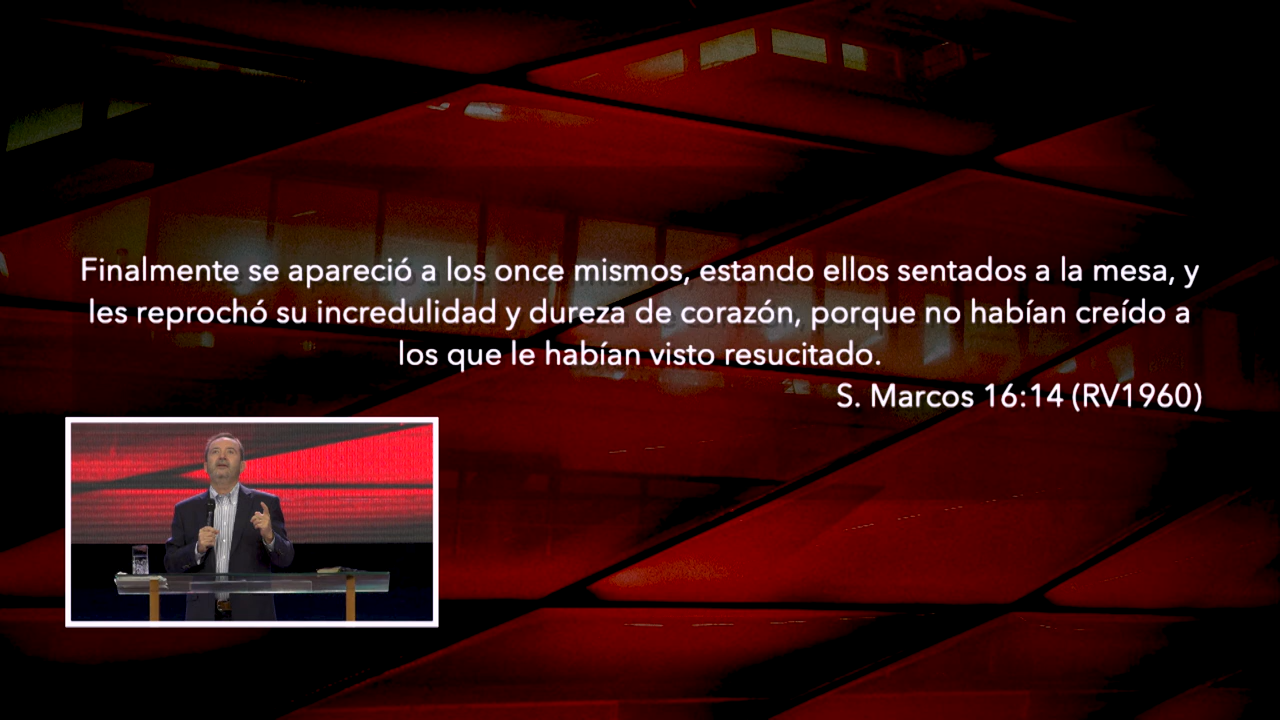 Finalmente se apareció a los once mismos, estando ellos sentados a la mesa, y
les reprochó su incredulidad y dureza de corazón, porque no habían creído a
los que le habían visto resucitado.
S. Marcos 16:14 (RV1960)